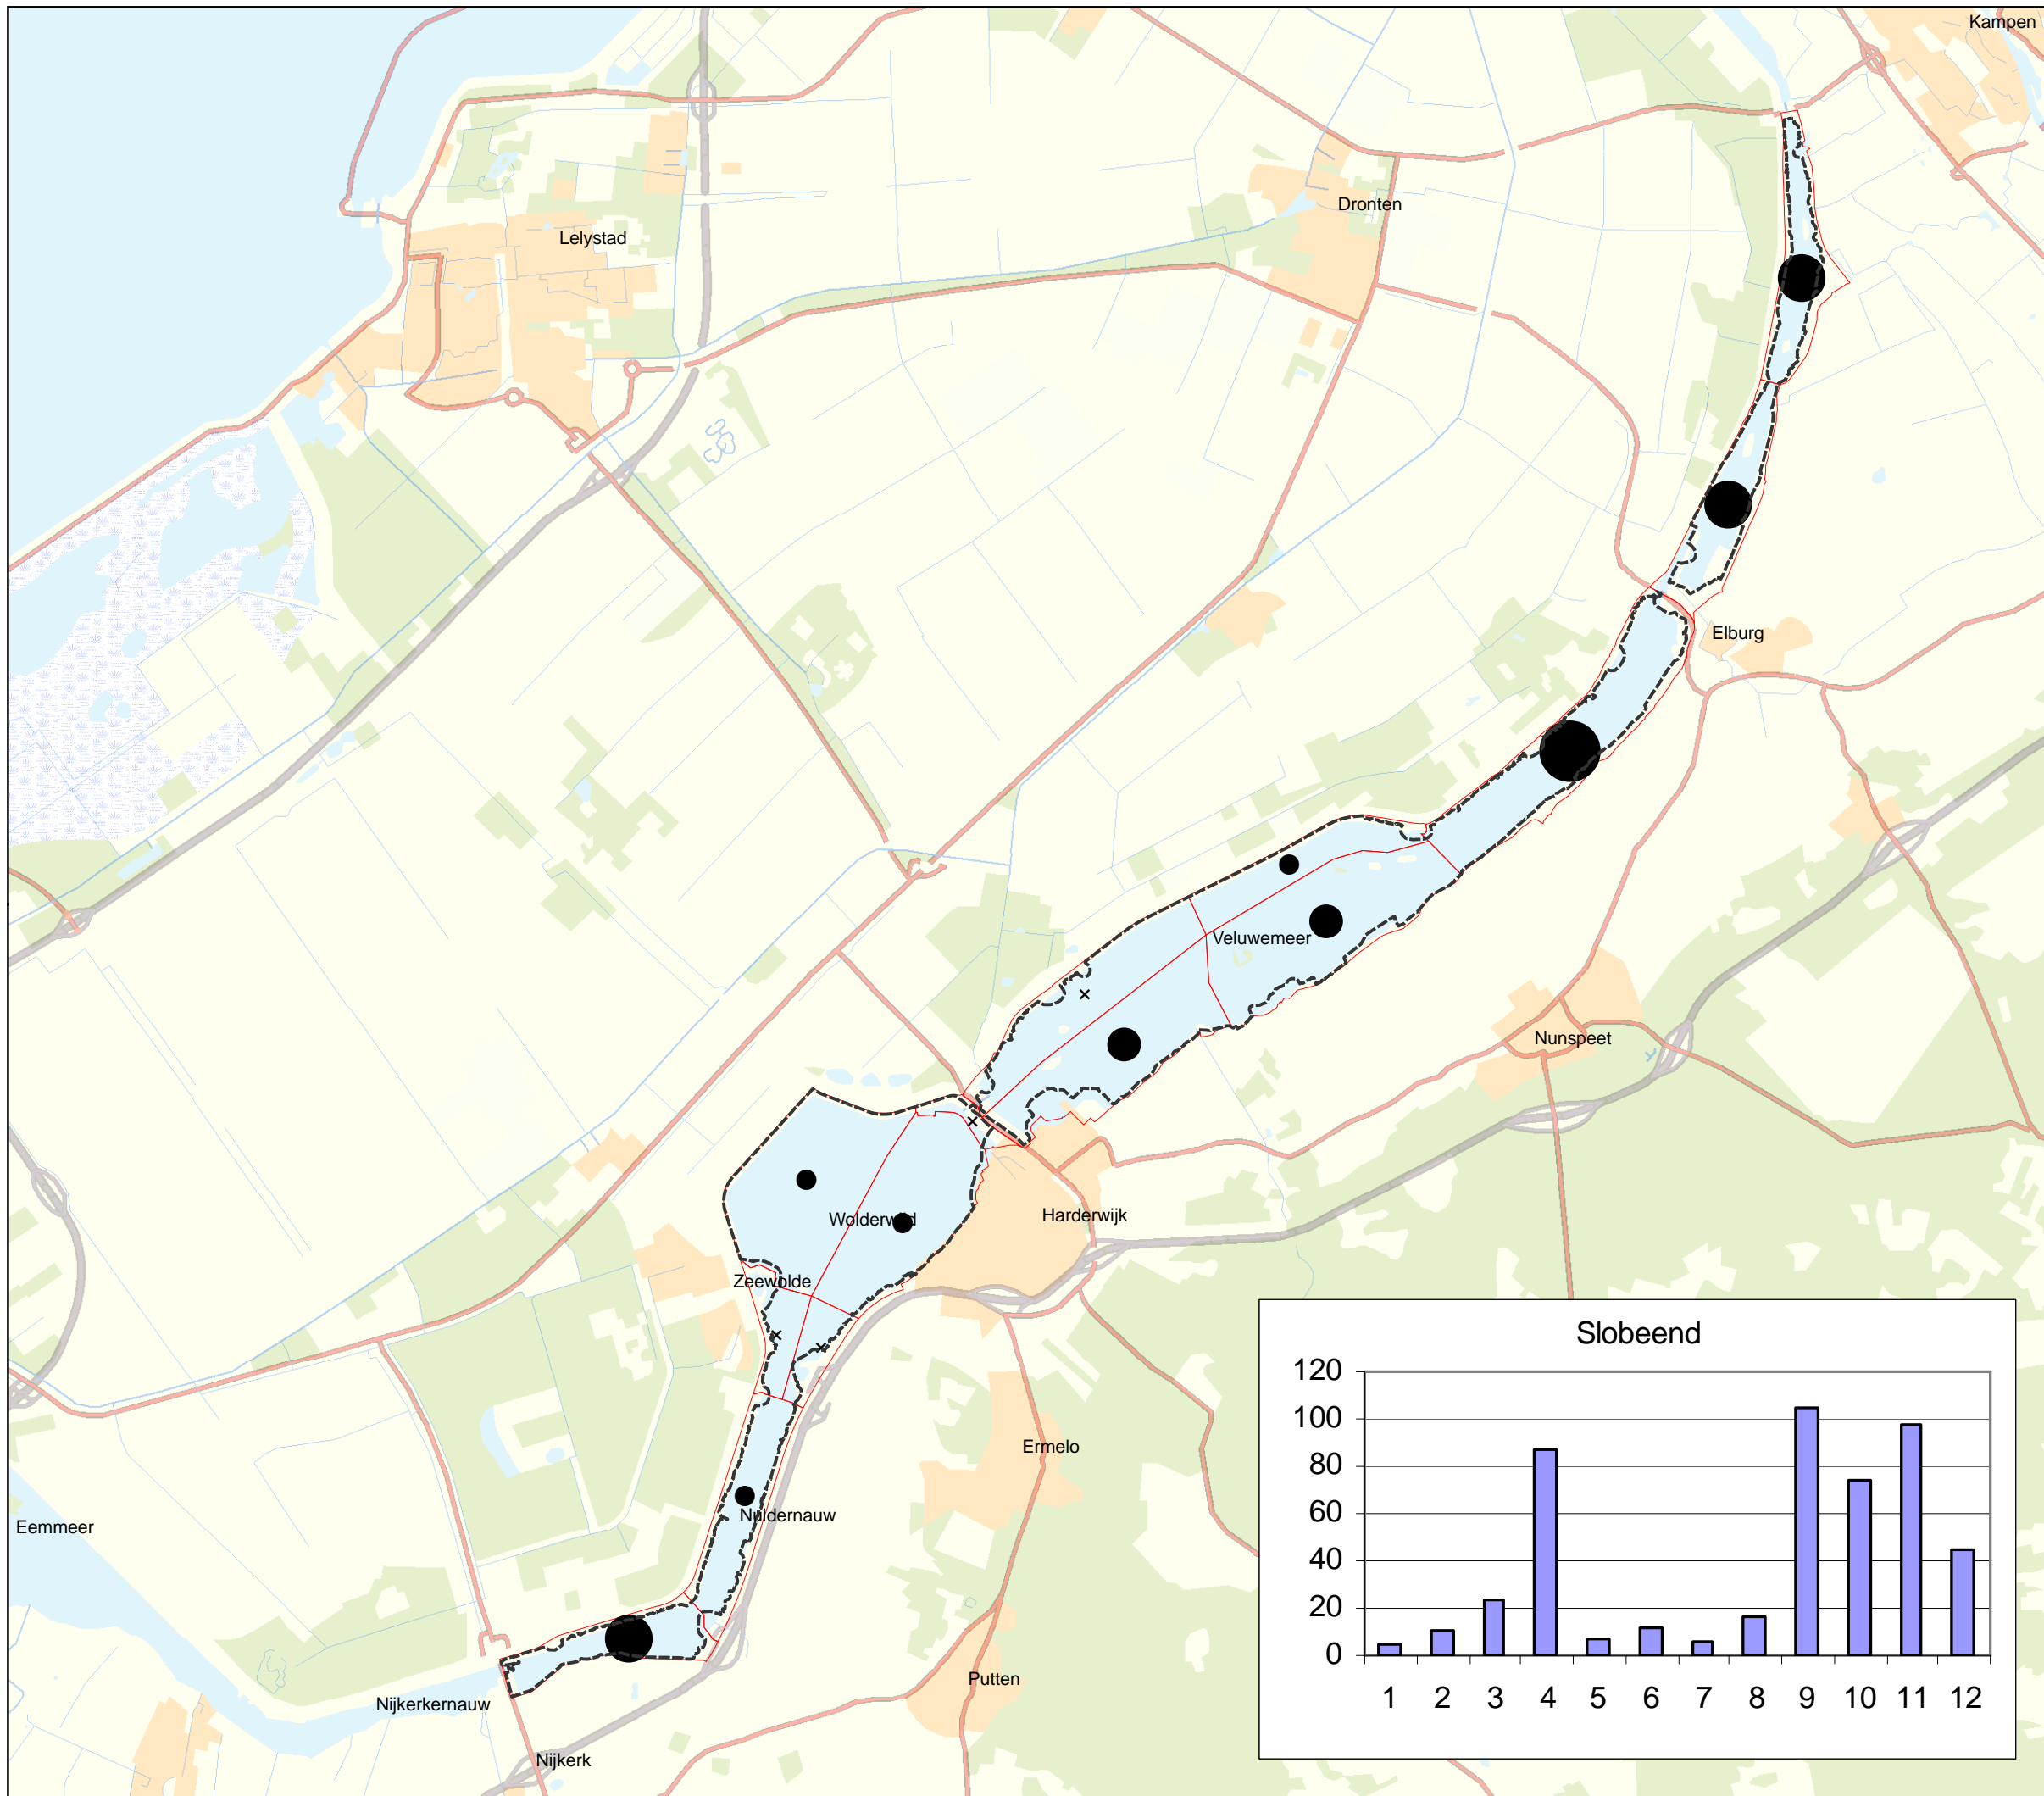 Kampen
Dronten
Lelystad
Elburg
Veluwemeer
Nunspeet
Harderwijk
Wolderwijd
Zeewolde
Ermelo
Nuldernauw
Eemmeer
Putten
Nijkerkernauw
Nijkerk
Slobeend
120
100
80
60
40
20
0
1 2 3 4 5 6 7 8 9 10 11 12